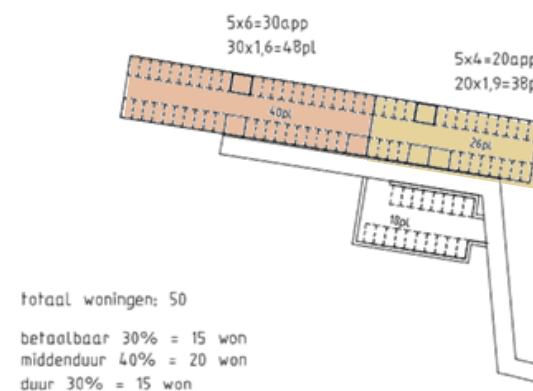 5x6=30app
30x1,6=48pl
5x4=20app
20x1,9=38pl
40pl
26pl
18pl
totaal woningen: 50
betaalbaar 30% = 15 won
middenduur 40% = 20 won
duur 30% = 15 won